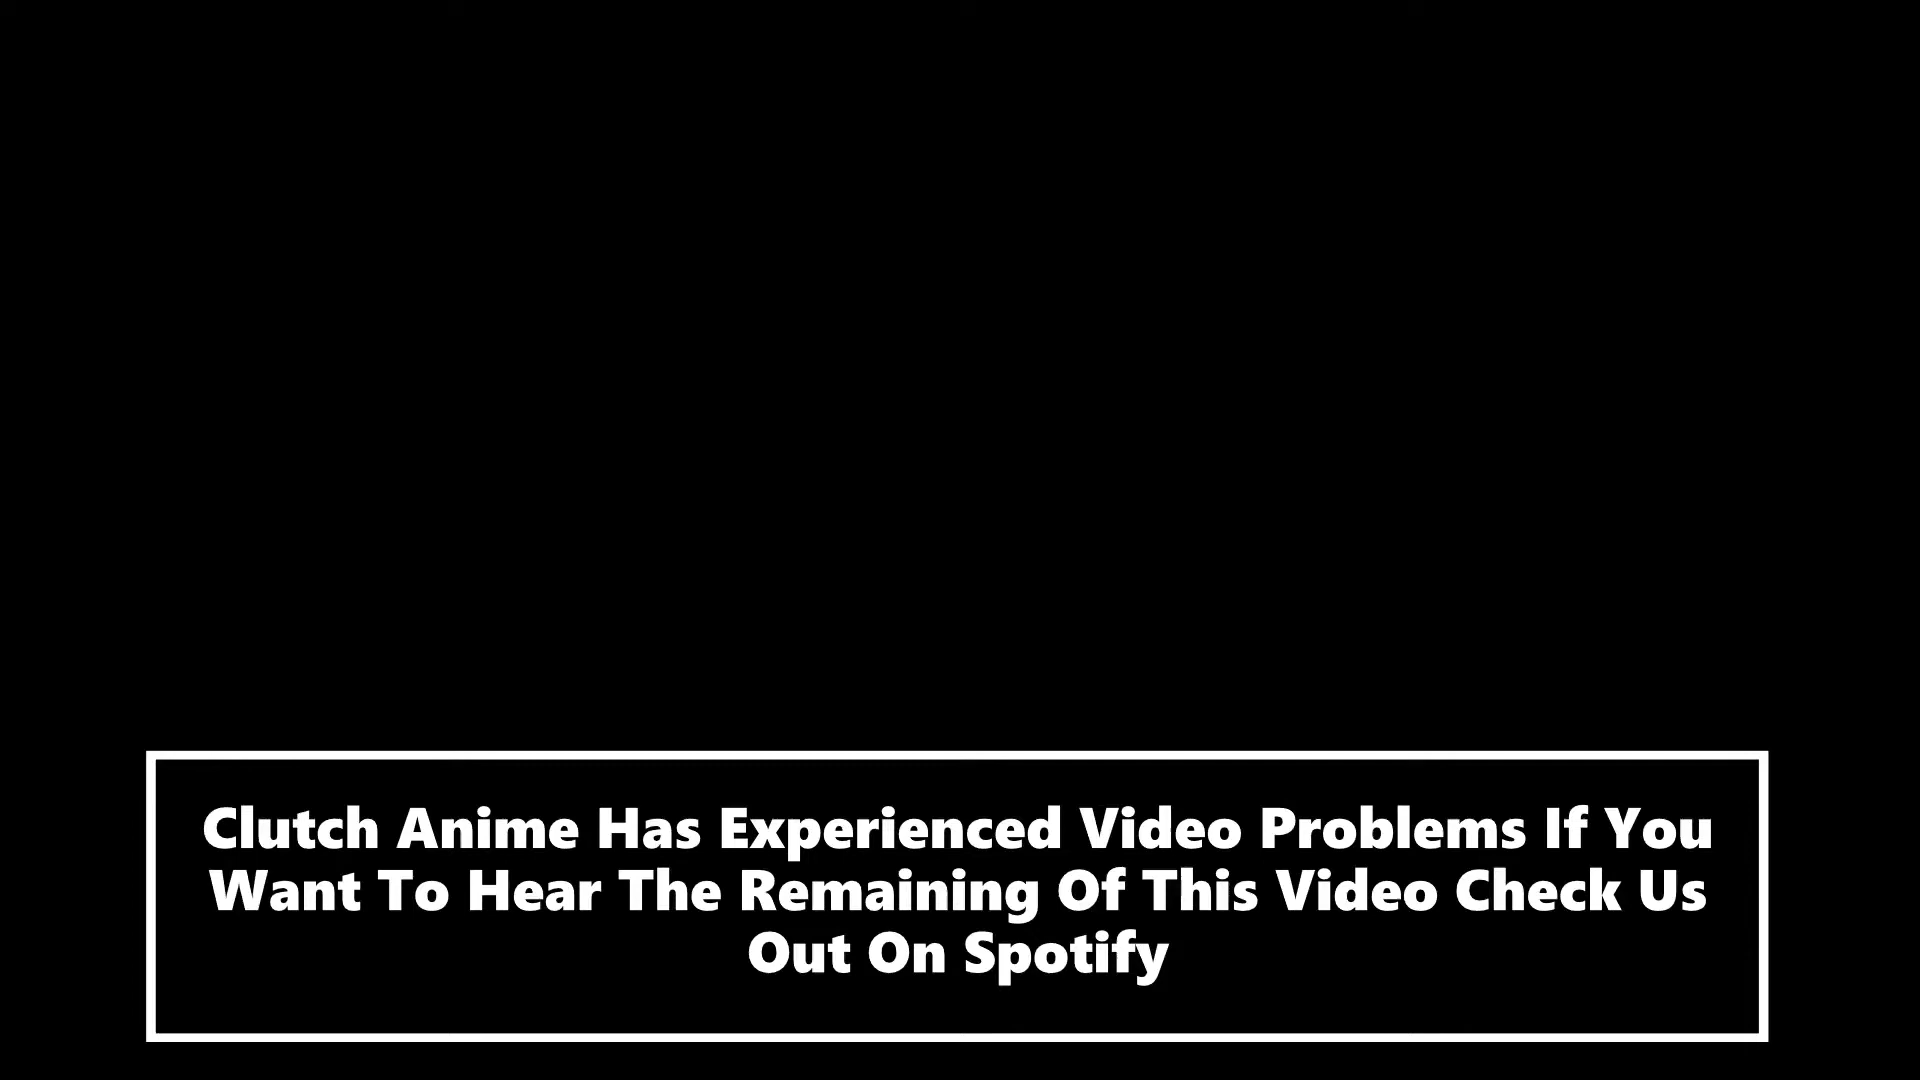 Clutch Anime Has Experienced Video Problems If You
Want To Hear The Remaining Of This Video Check Us
Out On Spotify